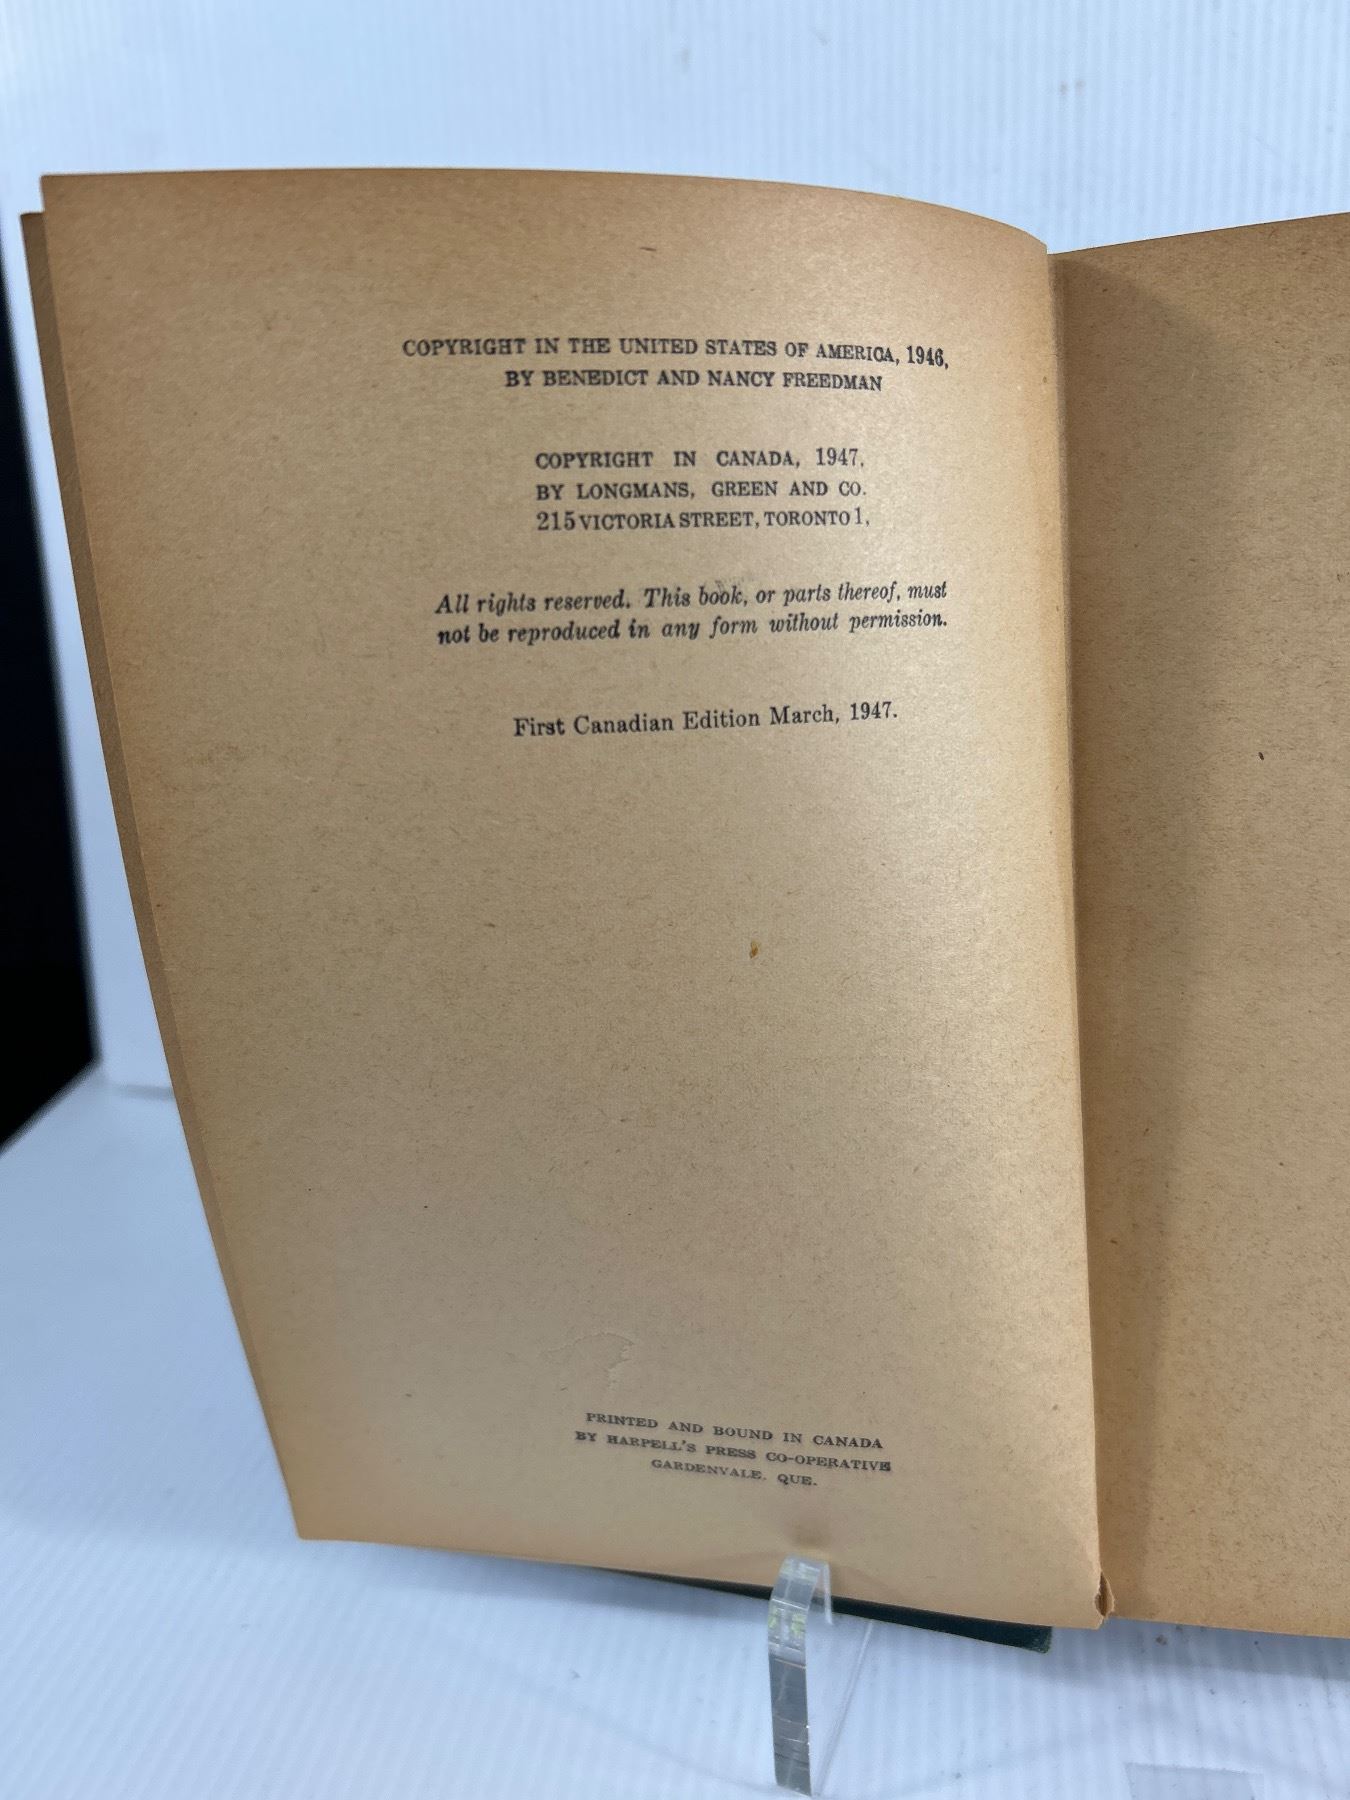 COPYRIGHT IN THE UNITED STATES OF AMERICA, 1946,
BY BENEDICT AND NANCY FREEDMAN
COPYRIGHT IN CANADA, 1947,
BY LONGMANS, GREEN AND CO.
215 VICTORIA STREET, TORONTO 1,
All rights reserved. This book, or parts thereof, must
not be reproduced in any form without permission.
First Canadian Edition March, 1947.
PRINTED AND BOUND IN CANADA
BY HARPELL'S PRESS CO-OPERATIVE
GARDENVALE, QUE.